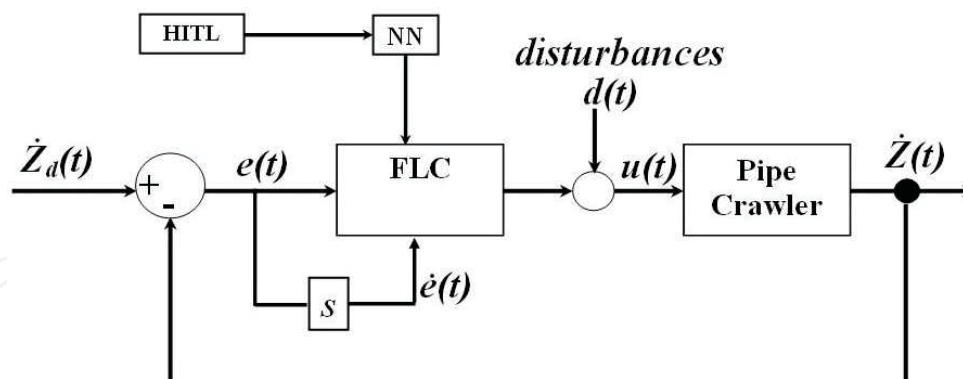 HITL
NN
disturbances
d(t)
Żd(t)
+
-
e(t)
FLC
u(t)
Pipe
Crawler
Ż(t)
s
ė(t)